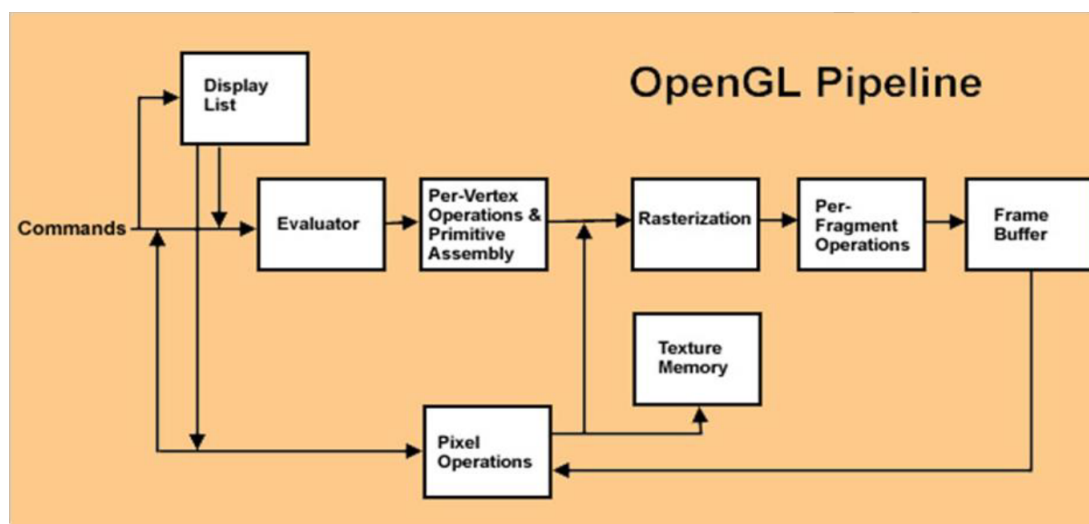 OpenGL Pipeline
Display
List
Commands
Evaluator
Per-Vertex
Operations &
Primitive
Assembly
Rasterization
Per-
Fragment
Operations
Frame
Buffer
Texture
Memory
Pixel
Operations